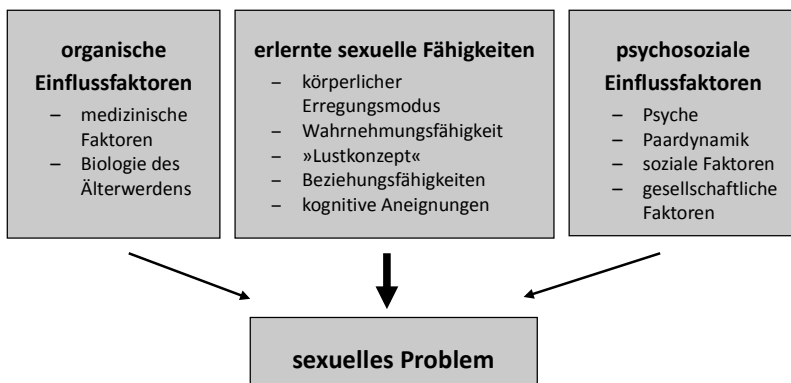 organische
Einflussfaktoren
– medizinische
Faktoren
– Biologie des
Älterwerdens
erlernte sexuelle Fähigkeiten
– körperlicher
Erregungsmodus
– Wahrnehmungsfähigkeit
– »Lustkonzept«
– Beziehungsfähigkeiten
– kognitive Aneignungen
psychosoziale
Einflussfaktoren
– Psyche
– Paardynamik
– soziale Faktoren
– gesellschaftliche
Faktoren
sexuelles Problem